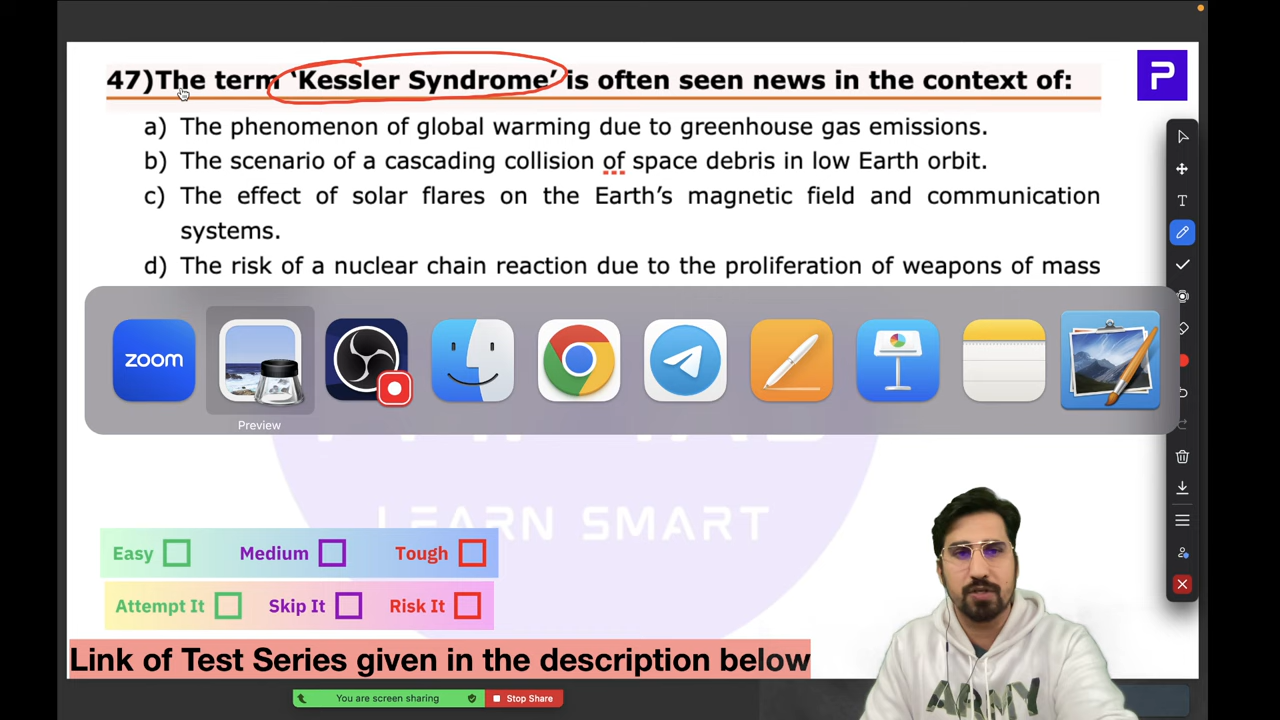 47)The term ‘Kessler Syndrome’ is often seen news in the context of:
P
a) The phenomenon of global warming due to greenhouse gas emissions.
b) The scenario of a cascading collision of space debris in low Earth orbit.
c) The effect of solar flares on the Earth’s magnetic field and communication
systems.
d) The risk of a nuclear chain reaction due to the proliferation of weapons of mass
zoom
Preview
LEARN SMART
Easy Medium Tough
Attempt It Skip It Risk It
Link of Test Series given in the description below
ARMY
You are screen sharing Stop Share